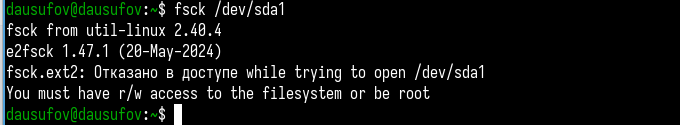 dausufov@dausufov:~$ fsck /dev/sda1
fsck from util-linux 2.40.4
e2fsck 1.47.1 (20-May-2024)
fsck.ext2: Отказано в доступе while trying to open /dev/sda1
You must have r/w access to the filesystem or be root
dausufov@dausufov:~$